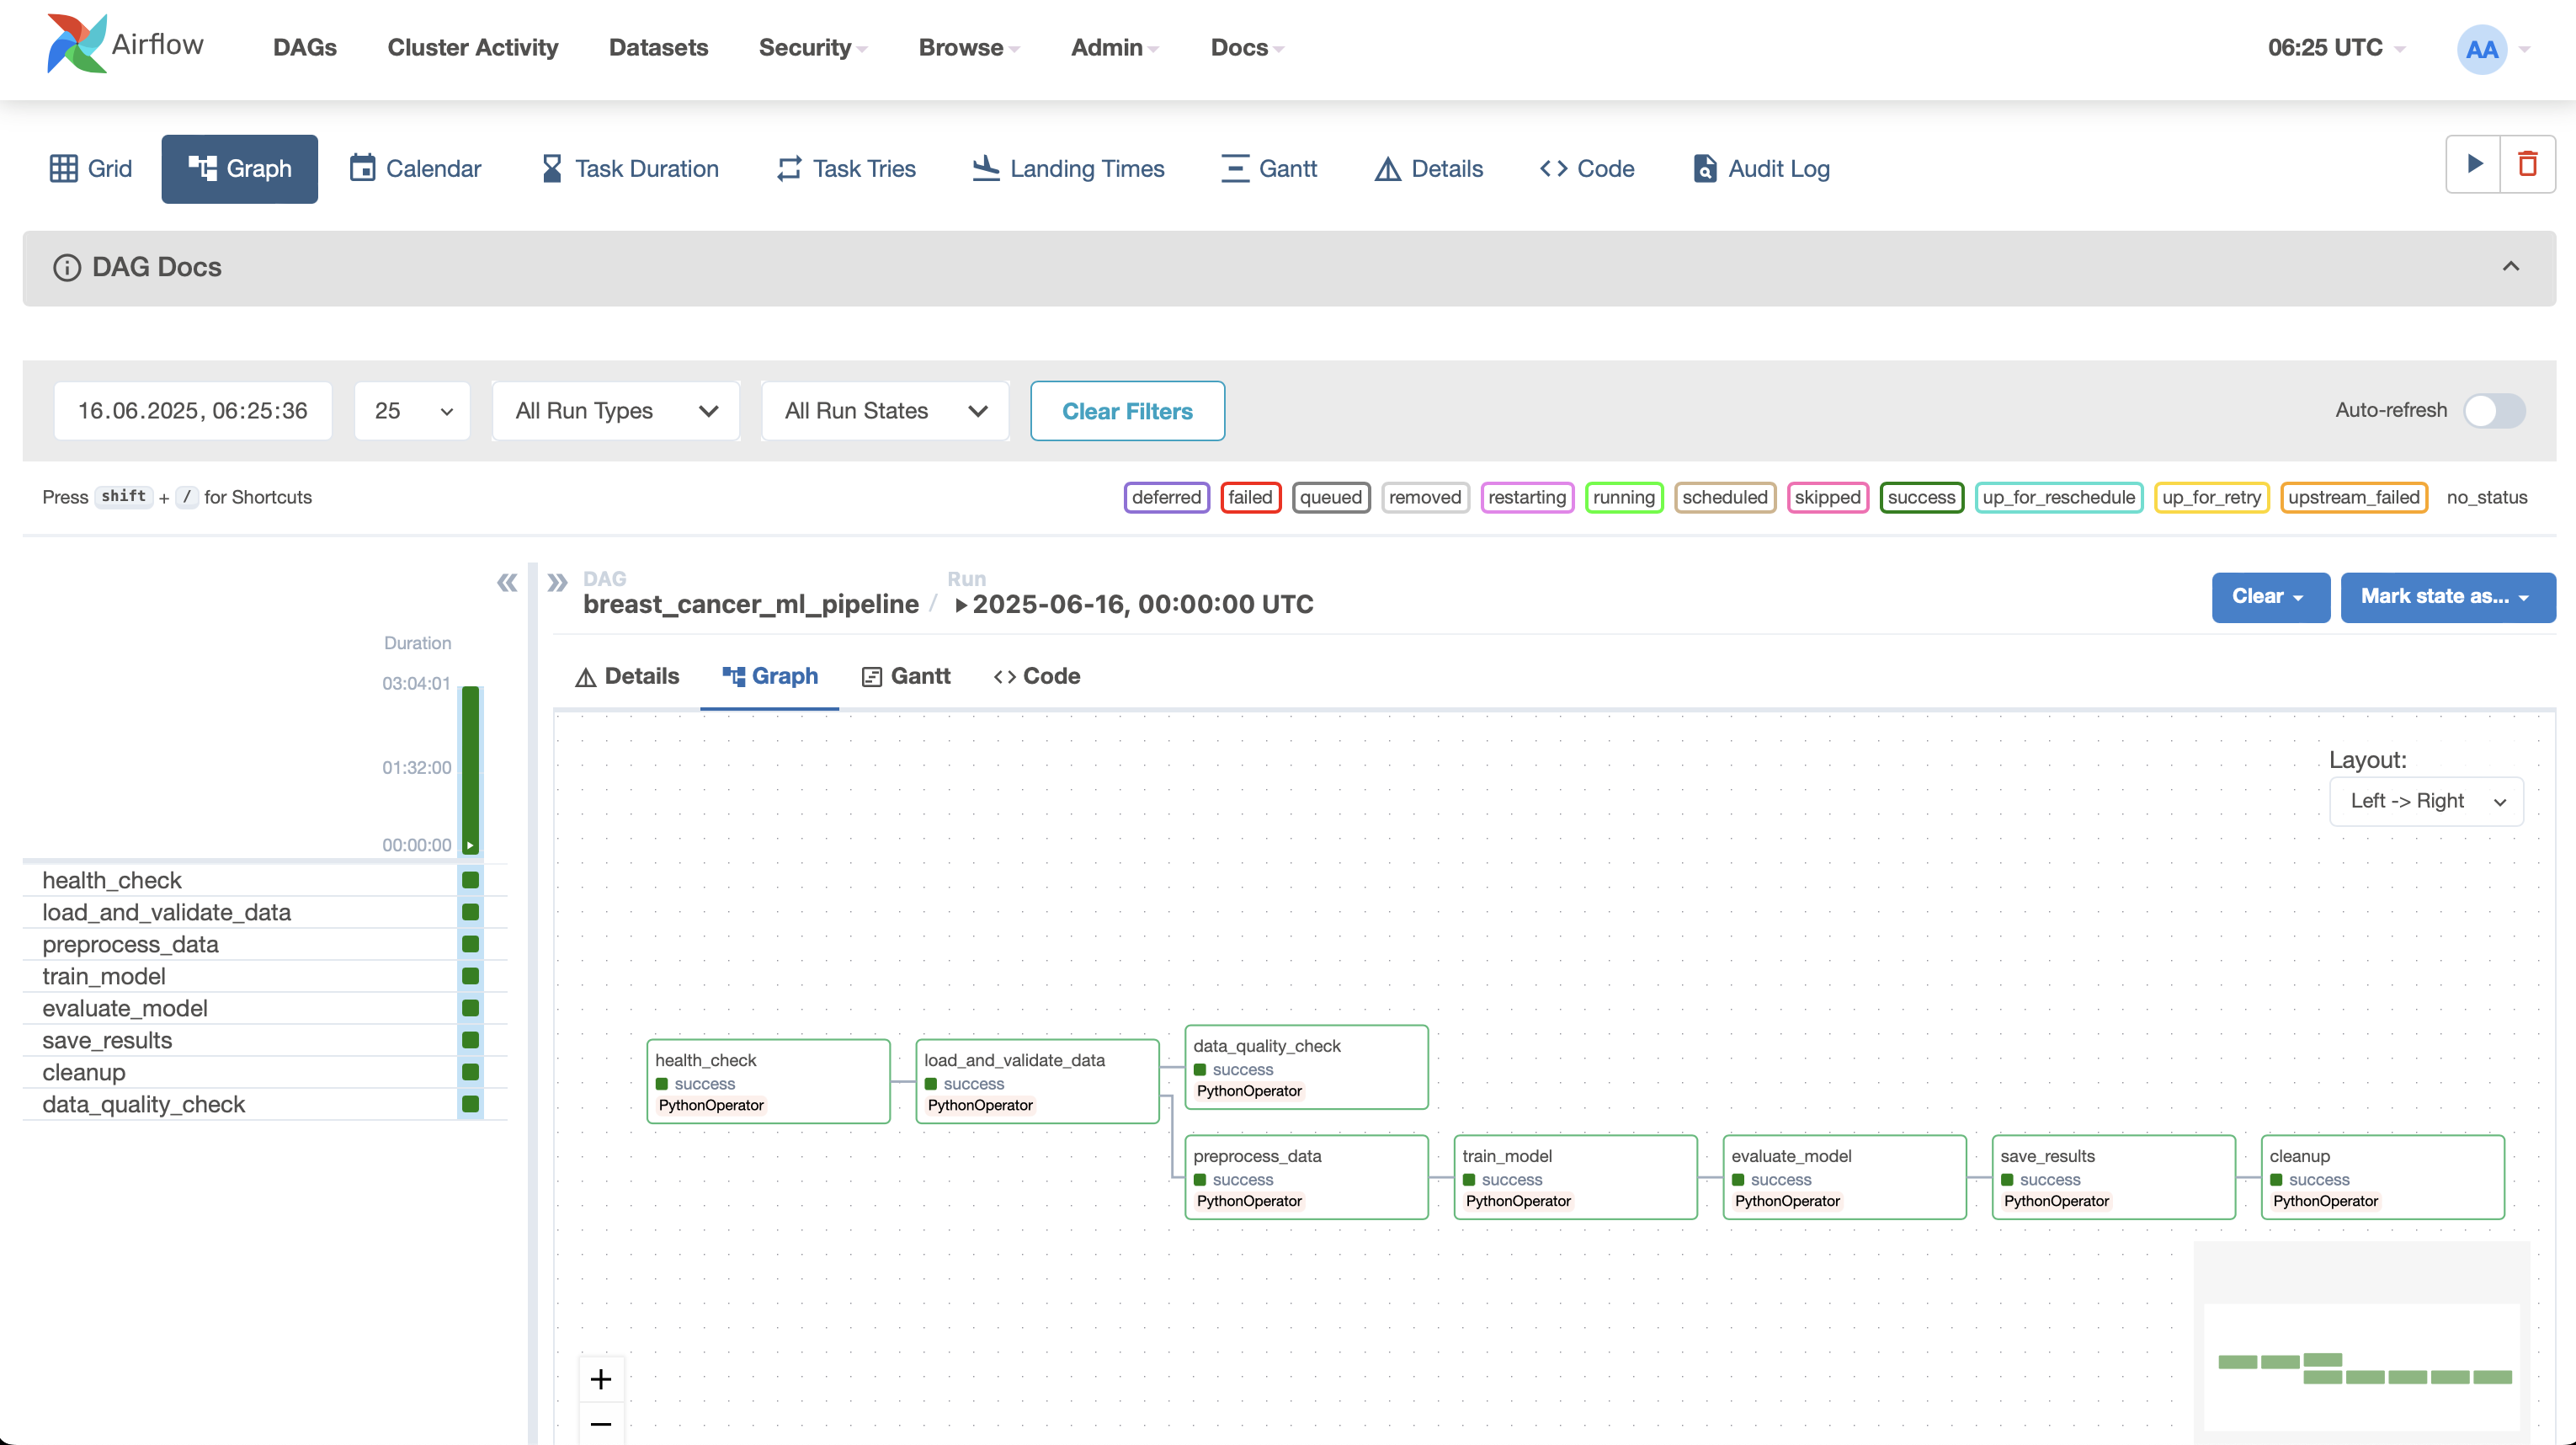 Airflow DAGs Cluster Activity Datasets Security Browse Admin Docs 06:25 UTC AA
Grid Graph Calendar Task Duration Task Tries Landing Times Gantt Details Code Audit Log
DAG Docs
16.06.2025, 06:25:36 25 All Run Types All Run States Clear Filters Auto-refresh
Press shift + / for Shortcuts deferred failed queued removed restarting running scheduled skipped success up_for_reschedule up_for_retry upstream_failed no_status
DAG Run
breast_cancer_ml_pipeline / 2025-06-16, 00:00:00 UTC Clear Mark state as...
Duration
03:04:01
01:32:00
00:00:00
health_check
load_and_validate_data
preprocess_data
train_model
evaluate_model
save_results
cleanup
data_quality_check
Details Graph Gantt <> Code
Layout:
Left -> Right
health_check
success
PythonOperator
load_and_validate_data
success
PythonOperator
data_quality_check
success
PythonOperator
preprocess_data
success
PythonOperator
train_model
success
PythonOperator
evaluate_model
success
PythonOperator
save_results
success
PythonOperator
cleanup
success
PythonOperator